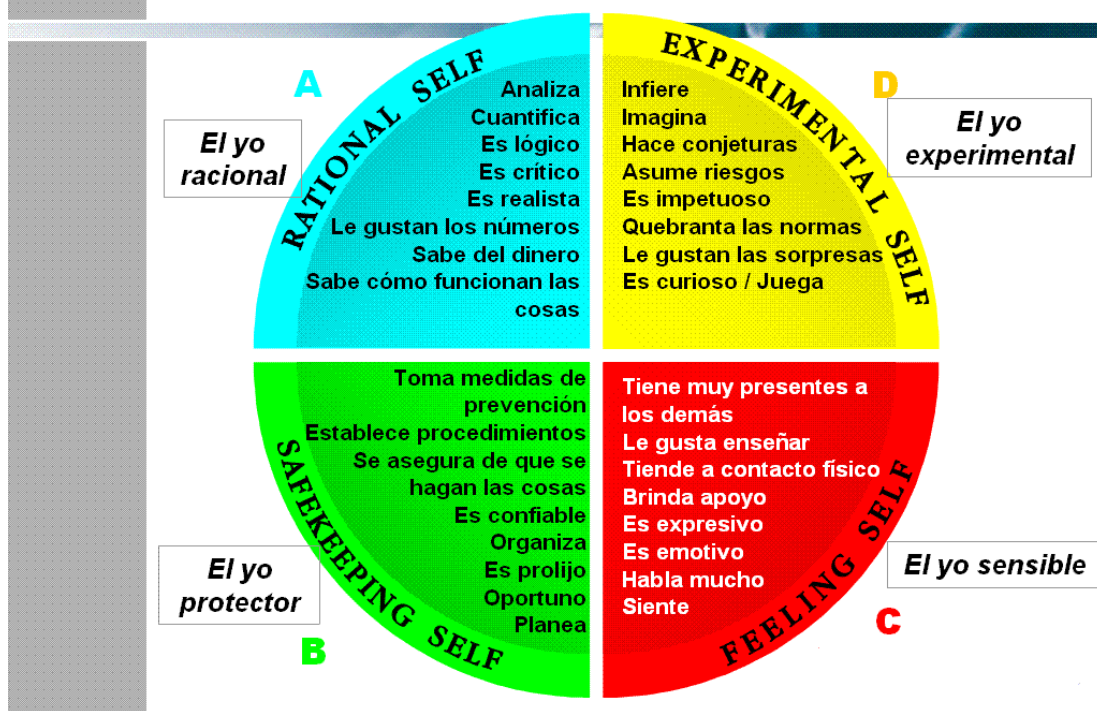 A
RATIONAL SELF
El yo
racional
Analiza
Cuantifica
Es lógico
Es crítico
Es realista
Le gustan los números
Sabe del dinero
Sabe cómo funcionan las
cosas
EXPERIMENTAL SELF
D
El yo
experimental
Infiere
Imagina
Hace conjeturas
Asume riesgos
Es impetuoso
Quebranta las normas
Le gustan las sorpresas
Es curioso / Juega
Toma medidas de
prevención
Establece procedimientos
Se asegura de que se
hagan las cosas
Es confiable
Organiza
Es prolijo
Oportuno
Planea
SAFEKEEPING SELF
El yo
protector
B
Tiene muy presentes a
los demás
Le gusta enseñar
Tiende a contacto físico
Brinda apoyo
Es expresivo
Es emotivo
Habla mucho
Siente
FEELING SELF
El yo sensible
C